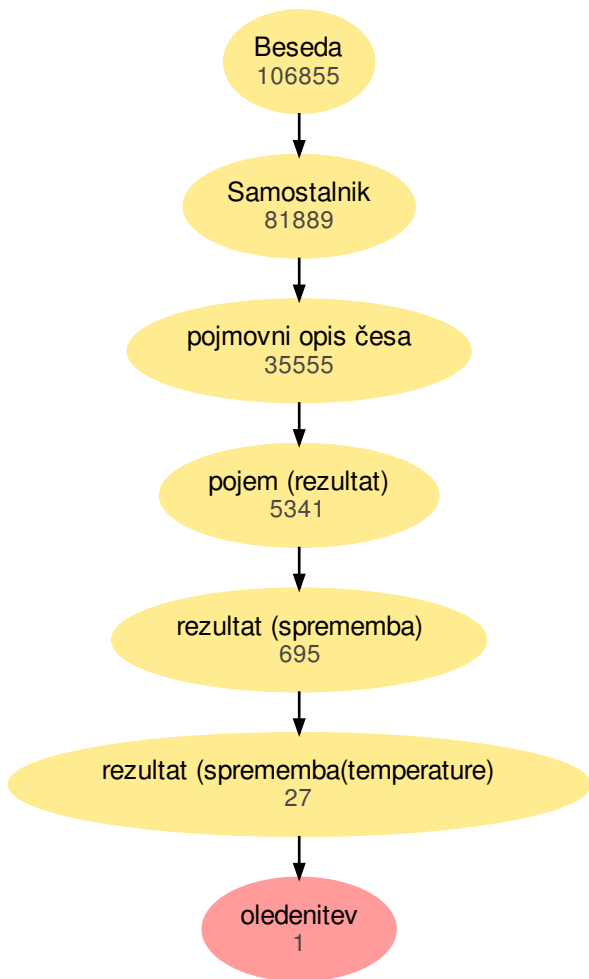 Beseda
106855
Samostalnik
81889
pojmovni opis česa
35555
pojem (rezultat)
5341
rezultat (sprememba)
695
rezultat (sprememba(temperature)
27
oledenitev
1